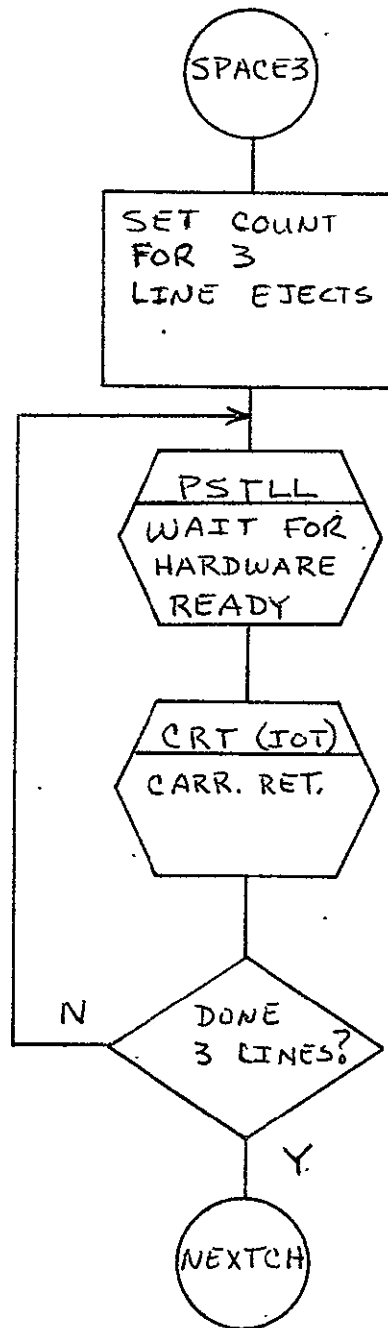 SPACE3
SET COUNT
FOR 3
LINE EJECTS
PSTLL
WAIT FOR
HARDWARE
READY
CRT (IOT)
CARR. RET.
N
DONE
3 LINES?
Y.
NEXTCH